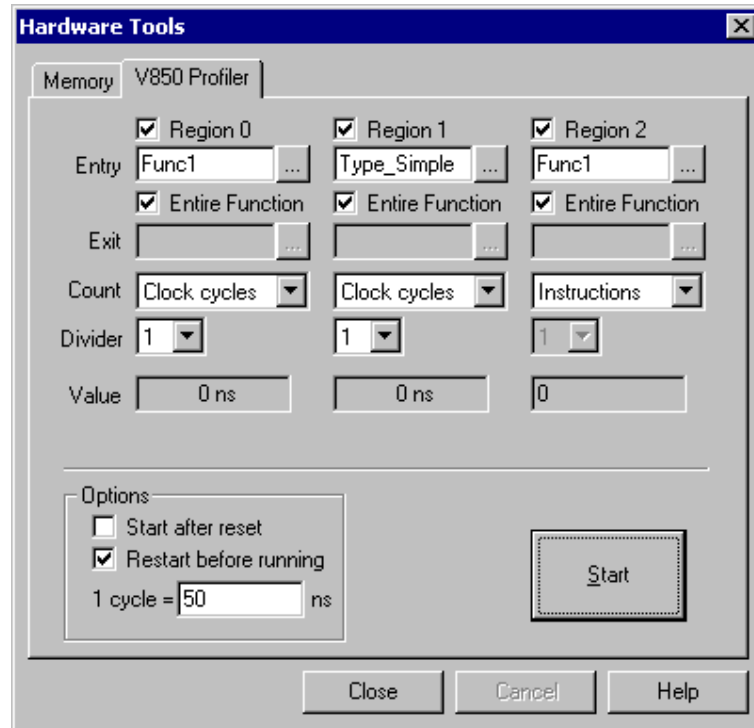 Hardware Tools
Memory V850 Profiler
Region 0 Region 1 Region 2
Entry Func1 ... Type_Simple ... Func1 ...
Entire Function Entire Function Entire Function
Exit ... ... ...
Count Clock cycles Clock cycles Instructions
Divider 1 1 1
Value 0 ns 0 ns 0
Options
Start after reset
Restart before running
1 cycle = 50 ns
Start
Close Cancel Help